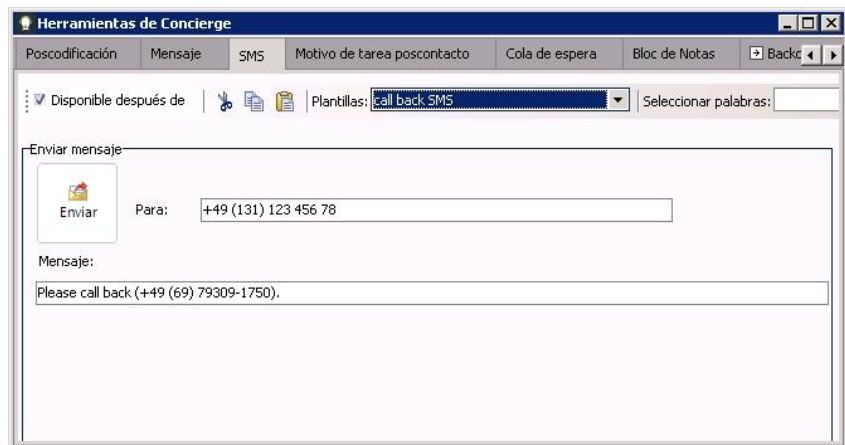 Herramientas de Concierge
Poscodificación Mensaje SMS Motivo de tarea poscontacto Cola de espera Bloc de Notas
Disponible después de Plantillas: call back SMS Seleccionar palabras:
Enviar mensaje
Enviar Para: +49 (131) 123 456 78
Mensaje:
Please call back (+49 (69) 79309-1750).